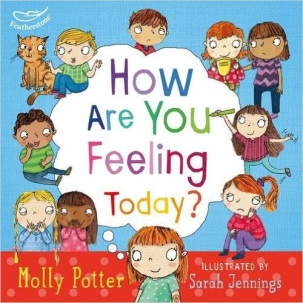 Featherstone
How
Are You
Feeling
Today?
Molly Potter
ILLUSTRATED BY
Sarah Jennings